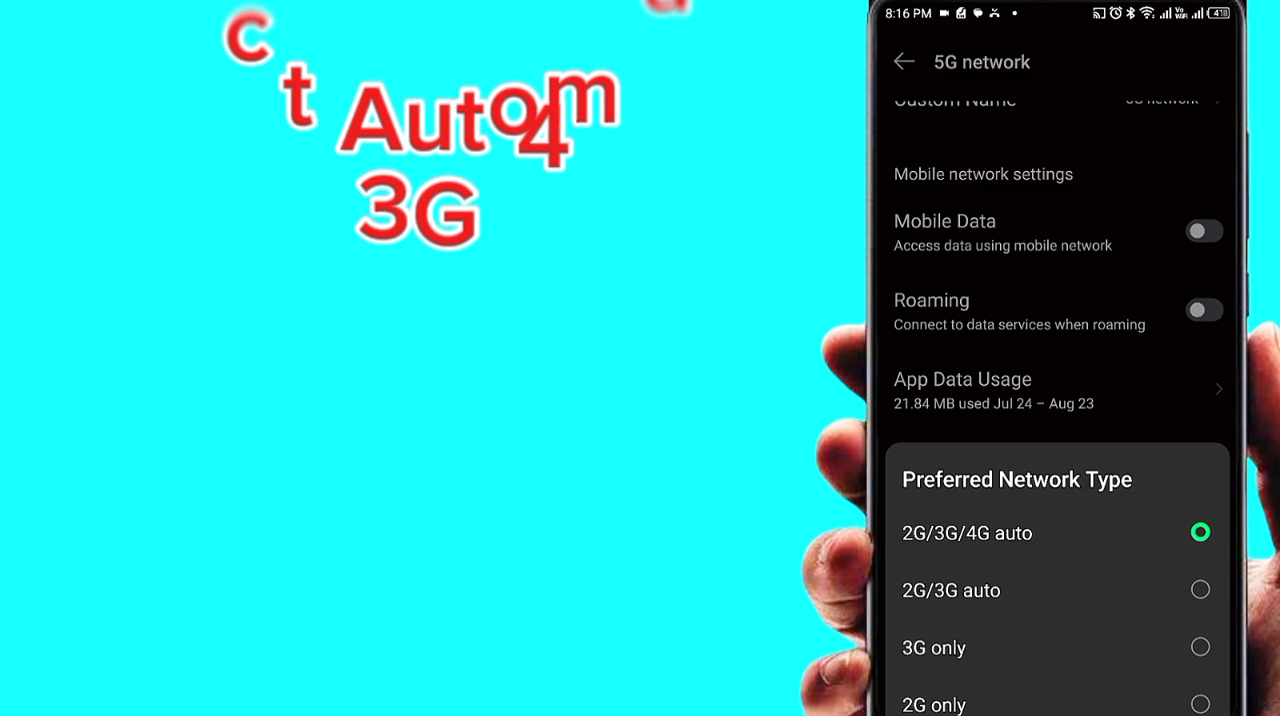 c
t Autom
4
3G
8:16 PM
5G network
Custom Name
Mobile network settings
Mobile Data
Access data using mobile network
Roaming
Connect to data services when roaming
App Data Usage
21.84 MB used Jul 24 – Aug 23
Preferred Network Type
2G/3G/4G auto
2G/3G auto
3G only
2G only